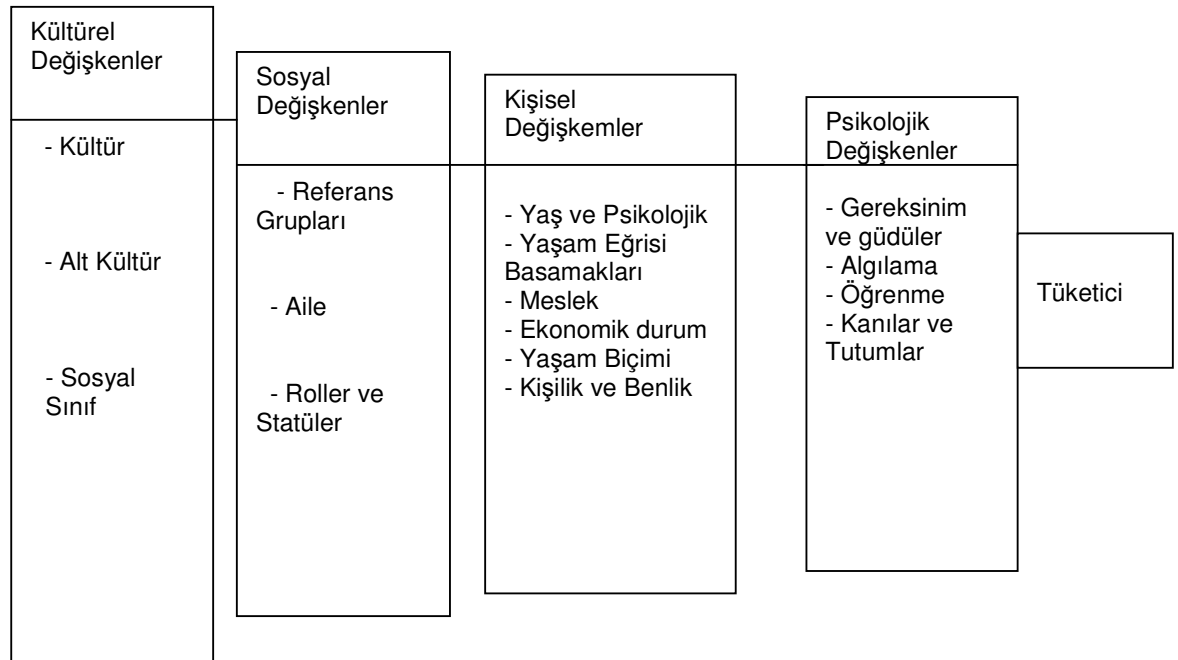 Kültürel
Değişkenler
- Kültür
- Alt Kültür
- Sosyal
Sınıf
Sosyal
Değişkenler
- Referans
Grupları
- Aile
- Roller ve
Statüler
Kişisel
Değişkemler
- Yaş ve Psikolojik
- Yaşam Eğrisi
Basamakları
- Meslek
- Ekonomik durum
- Yaşam Biçimi
- Kişilik ve Benlik
Psikolojik
Değişkenler
- Gereksinim
ve güdüler
- Algılama
- Öğrenme
- Kanılar ve
Tutumlar
Tüketici